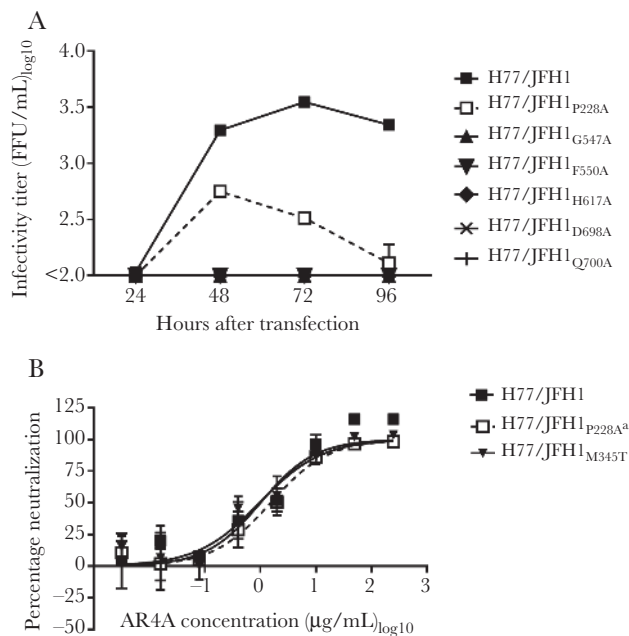 A
Infectivity titer (FFU/mL)log10
4.0
3.5
3.0
2.5
<2.0
24 48 72 96
Hours after transfection
H77/JFH1
H77/JFH1P228A
H77/JFH1G547A
H77/JFH1F550A
H77/JFH1H617A
H77/JFH1D698A
H77/JFH1Q700A
B
Percentage neutralization
125
100
75
50
25
0
−25
−50
−1 0 1 2 3
AR4A concentration (μg/mL)log10
H77/JFH1
H77/JFH1P228Aa
H77/JFH1M345T